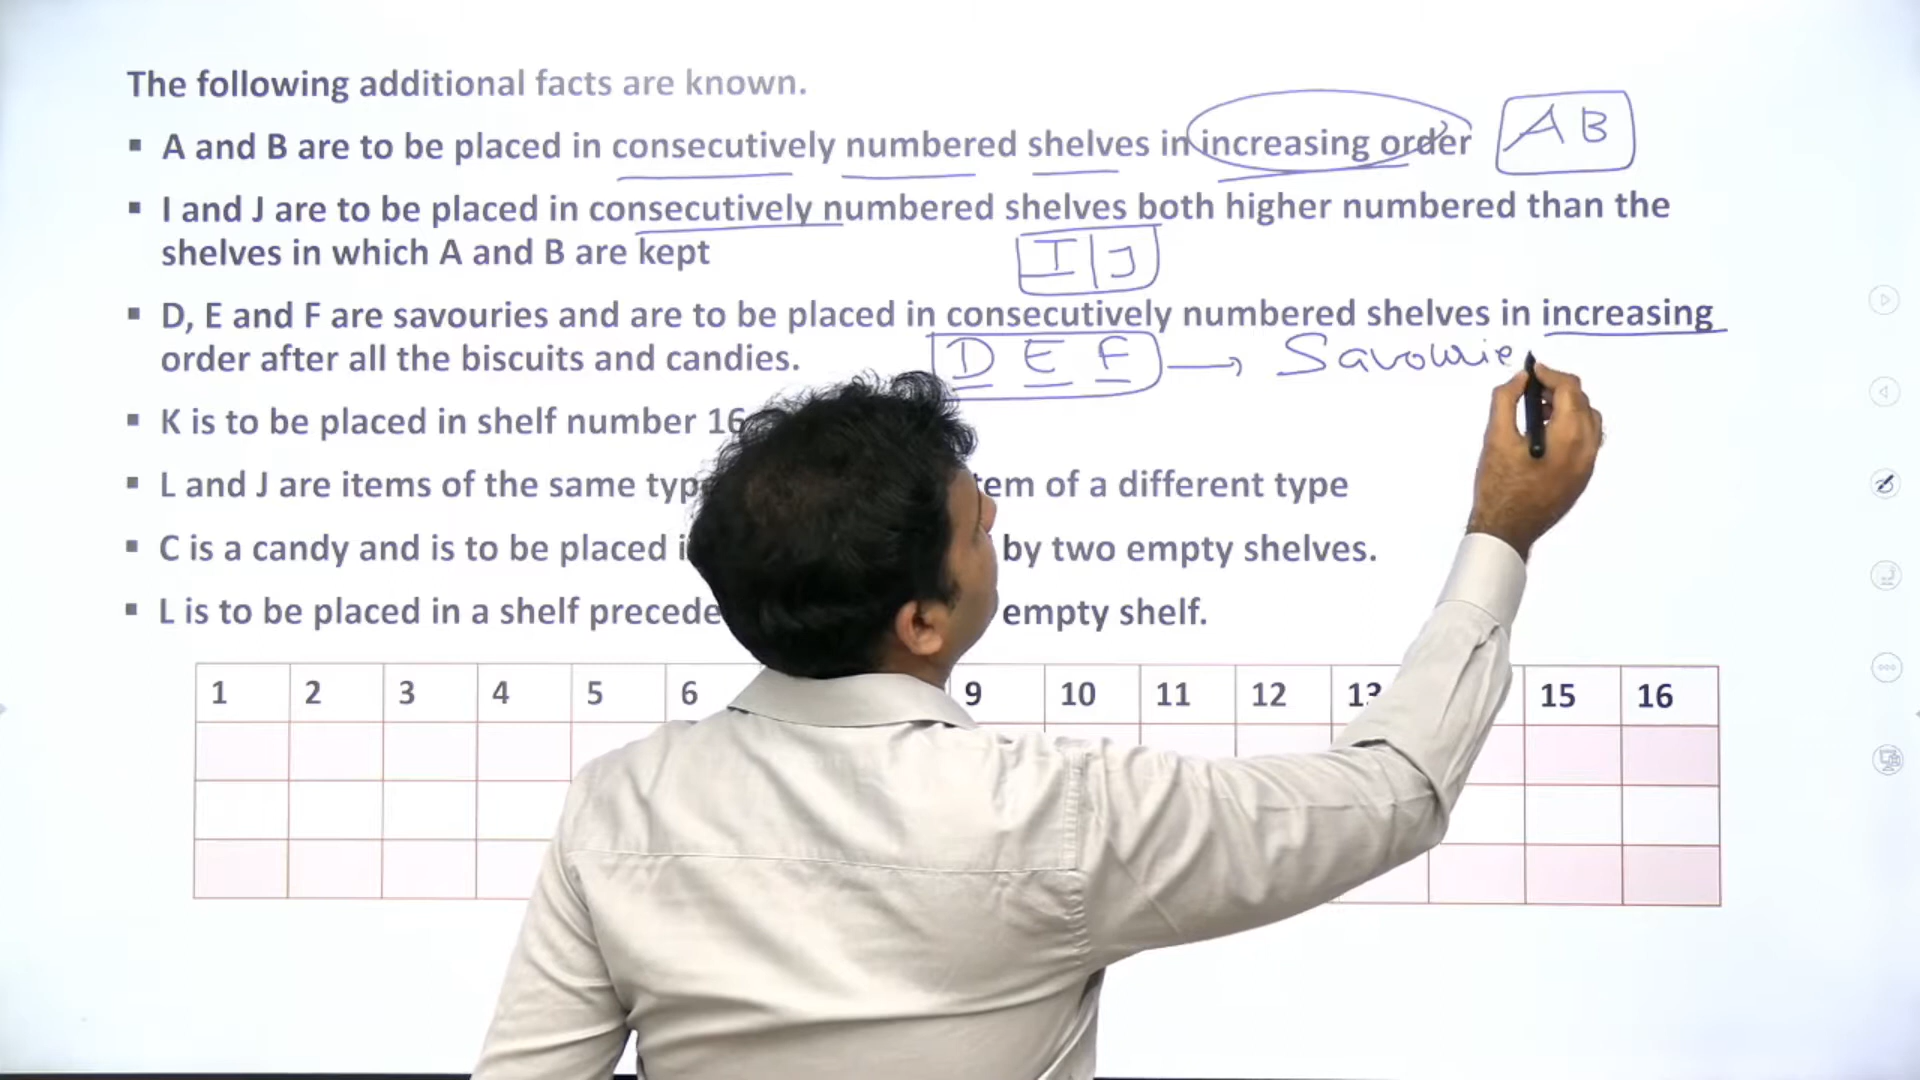 The following additional facts are known.
▪ A and B are to be placed in consecutively numbered shelves in increasing order A B
▪ I and J are to be placed in consecutively numbered shelves both higher numbered than the
shelves in which A and B are kept I J
▪ D, E and F are savouries and are to be placed in consecutively numbered shelves in increasing
order after all the biscuits and candies. D E F → Savourie
▪ K is to be placed in shelf number 16
▪ L and J are items of the same of a different type
▪ C is a candy and is to be placed by two empty shelves.
▪ L is to be placed in a shelf empty shelf.
1 2 3 4 5 6 9 10 11 12 15 16